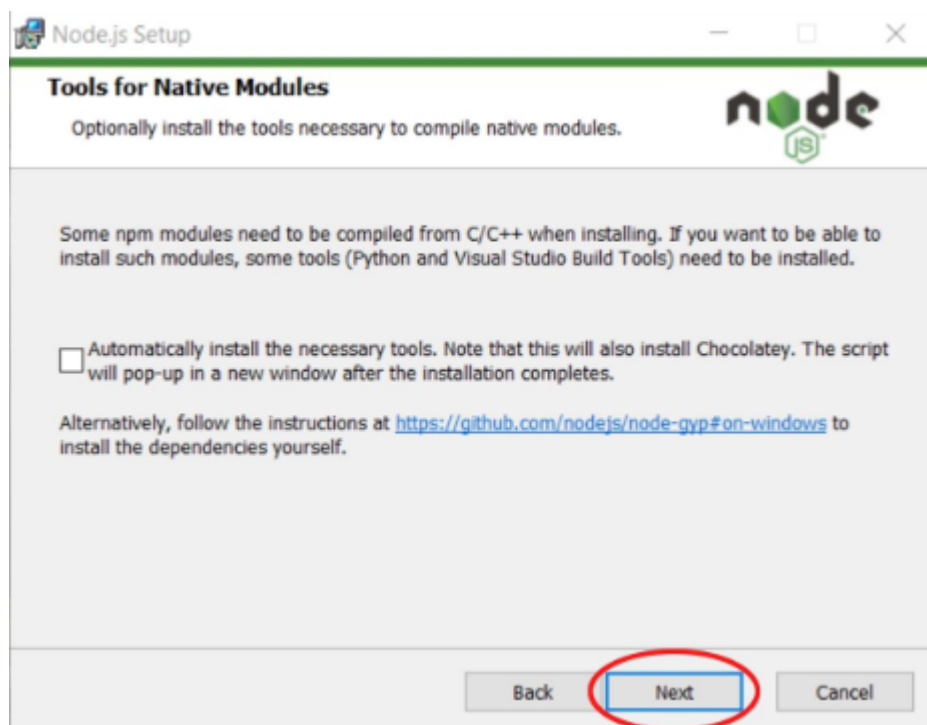 Node.js Setup
Tools for Native Modules
Optionally install the tools necessary to compile native modules.
node
JS
Some npm modules need to be compiled from C/C++ when installing. If you want to be able to
install such modules, some tools (Python and Visual Studio Build Tools) need to be installed.
Automatically install the necessary tools. Note that this will also install Chocolatey. The script
will pop-up in a new window after the installation completes.
Alternatively, follow the instructions at https://github.com/nodejs/node-gyp#on-windows to
install the dependencies yourself.
Back Next Cancel